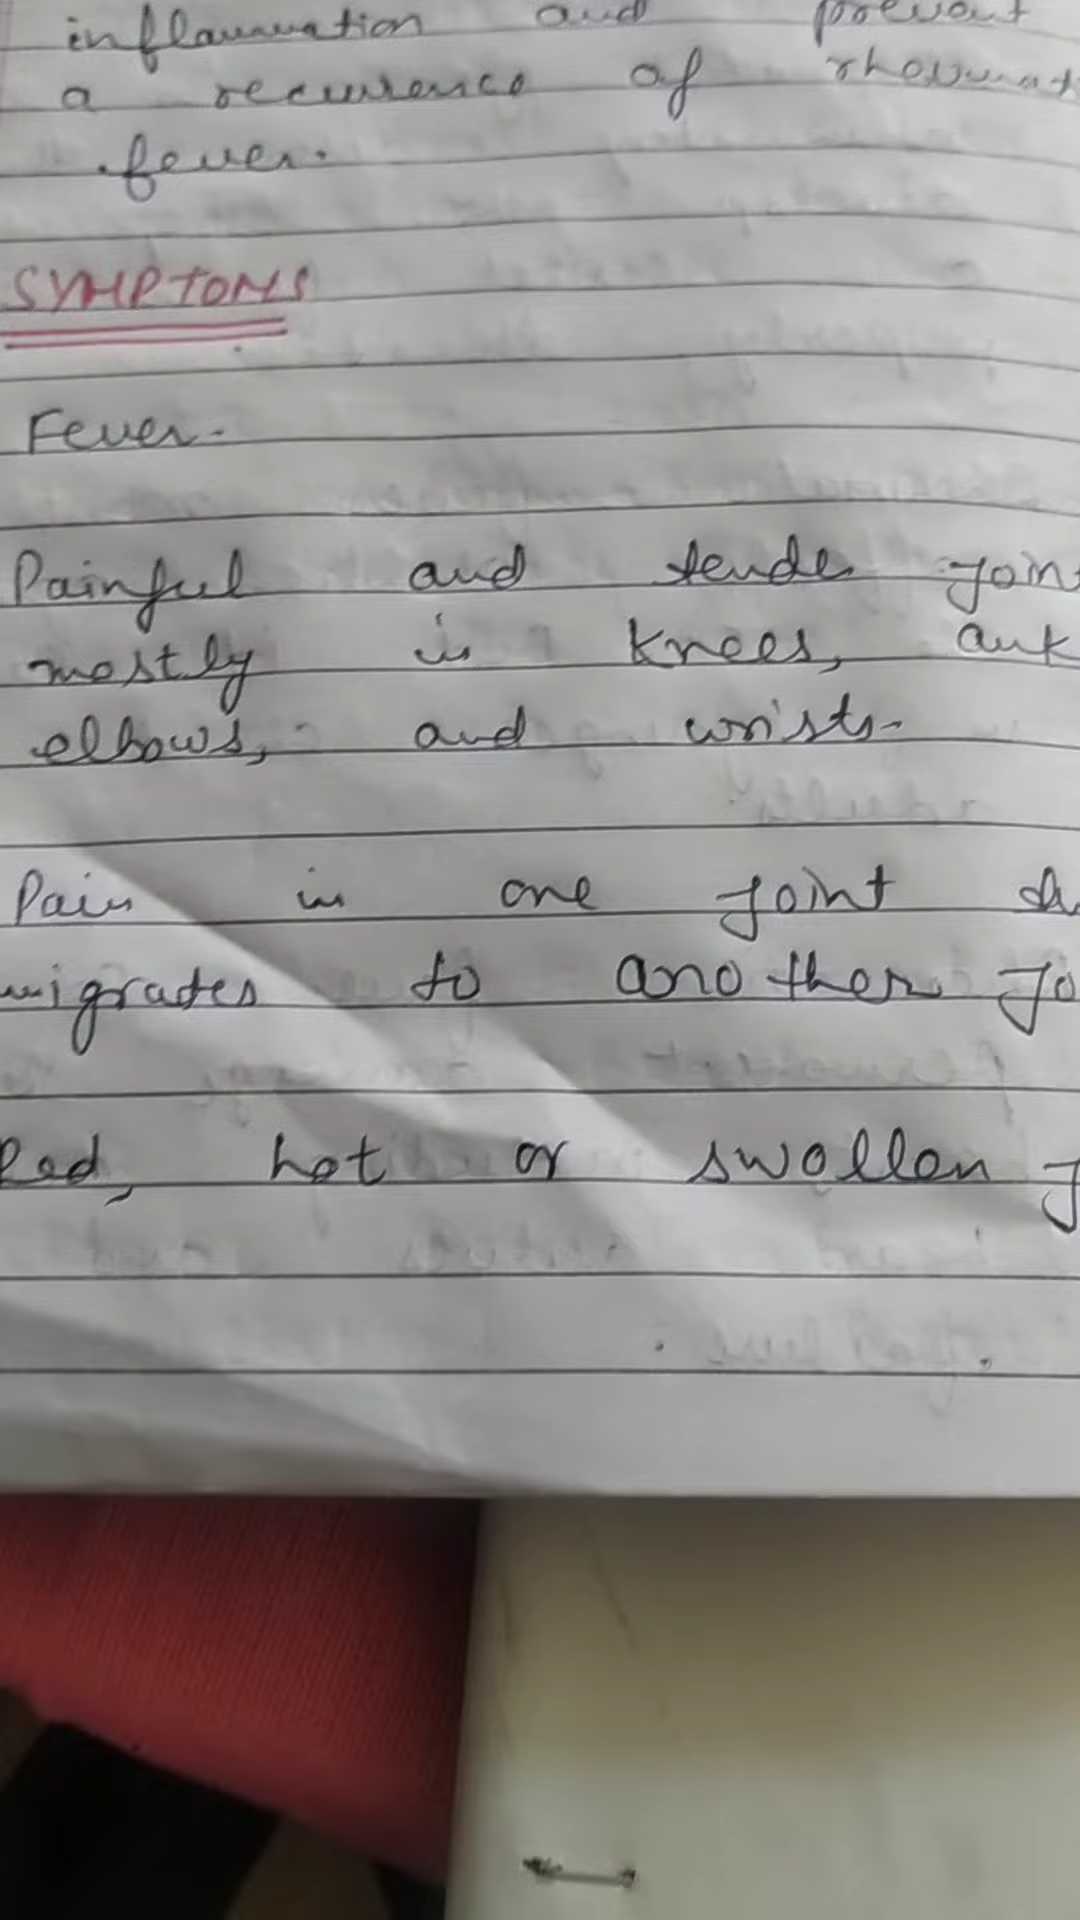 inflammation and prevent
a recurrence of rheumat
fever.
SYMPTOMS
Fever.
Painful and tender join
mostly is knees, ank
elbows, and wrists.
Pain in one joint
migrates to another Jo
Red, hot or swollen J